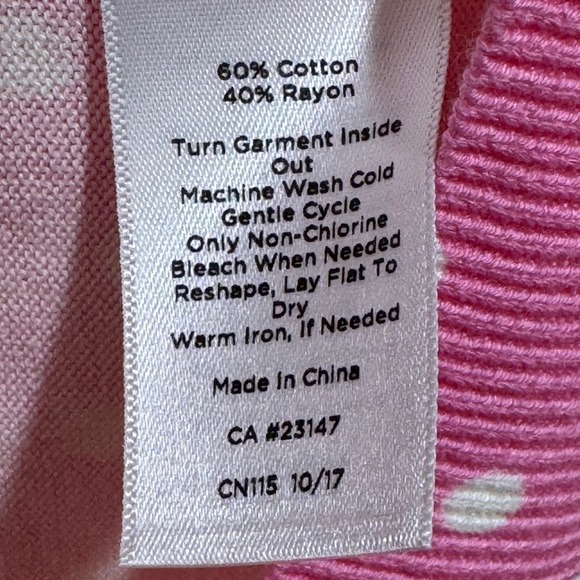 60% Cotton
40% Rayon
Turn Garment Inside
Out
Machine Wash Cold
Gentle Cycle
Only Non-Chlorine
Bleach When Needed
Reshape, Lay Flat To
Dry
Warm Iron, If Needed
Made in China
CA #23147
CN115 10/17